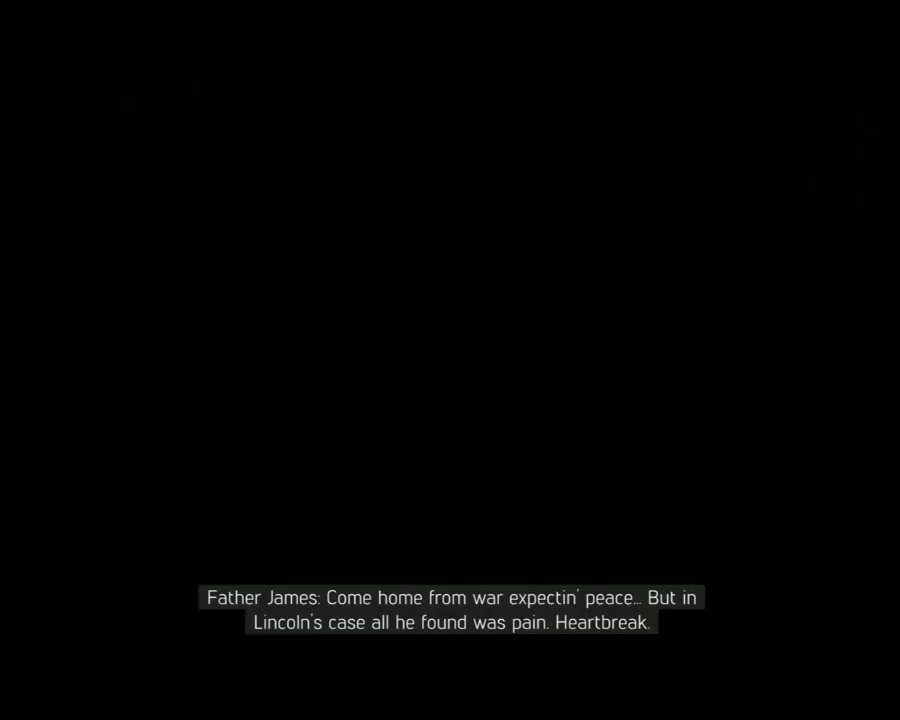 Father James: Come home from war expectin' peace... But in
Lincoln's case all he found was pain. Heartbreak.